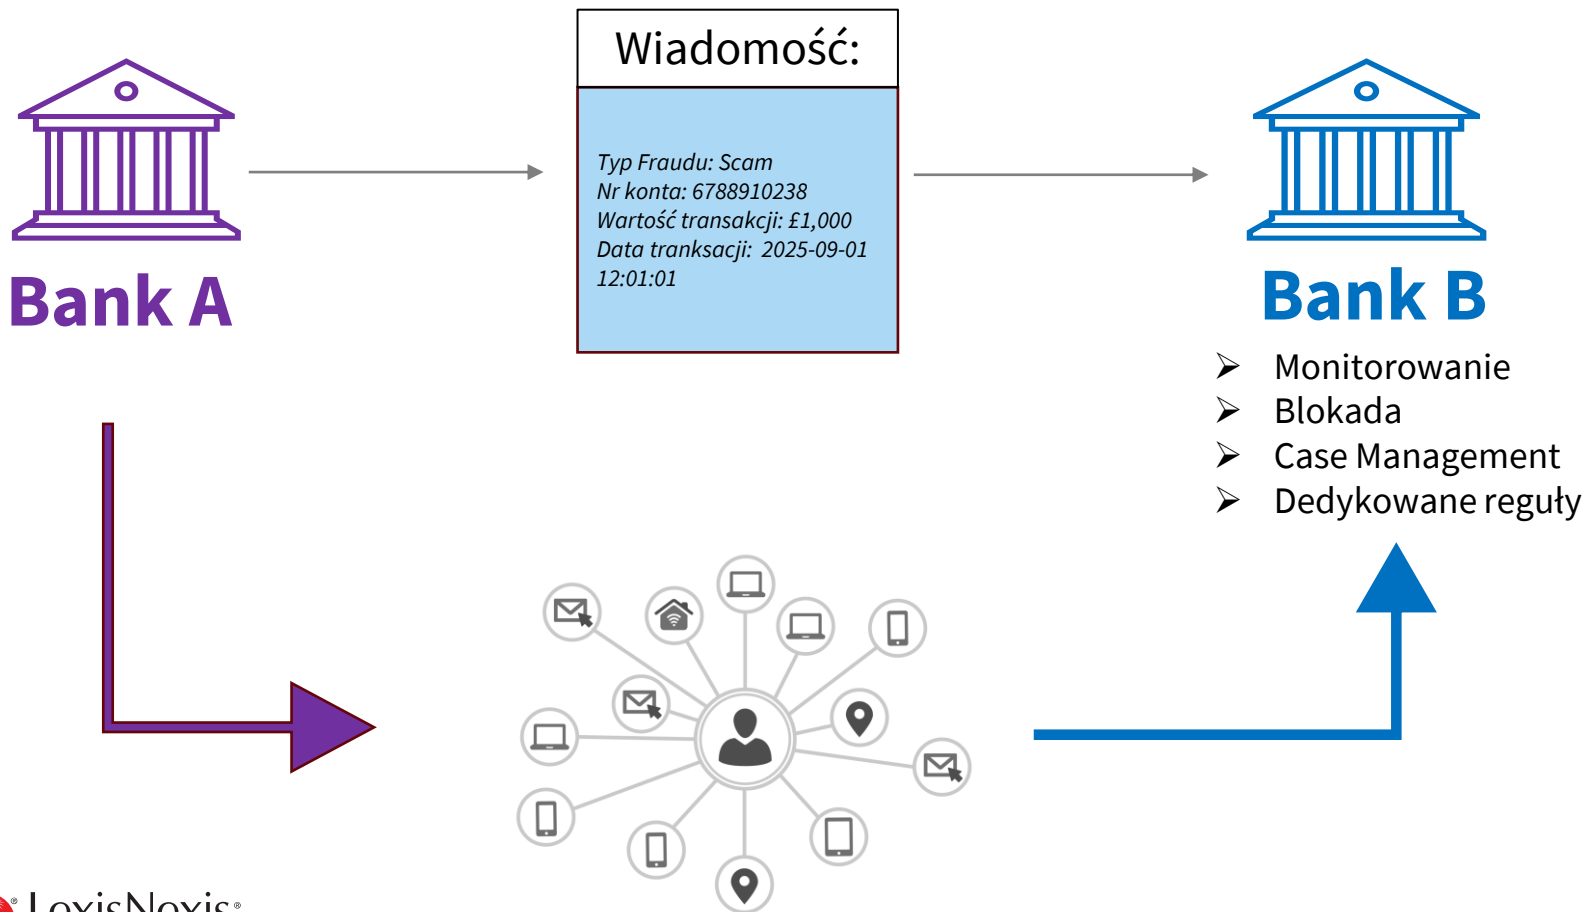 Wiadomość:
Typ Fraudu: Scam
Nr konta: 6788910238
Wartość transakcji: £1,000
Data tranksacji: 2025-09-01
12:01:01
Bank A
Bank B
➢ Monitorowanie
➢ Blokada
➢ Case Management
➢ Dedykowane reguły
LexisNexis®